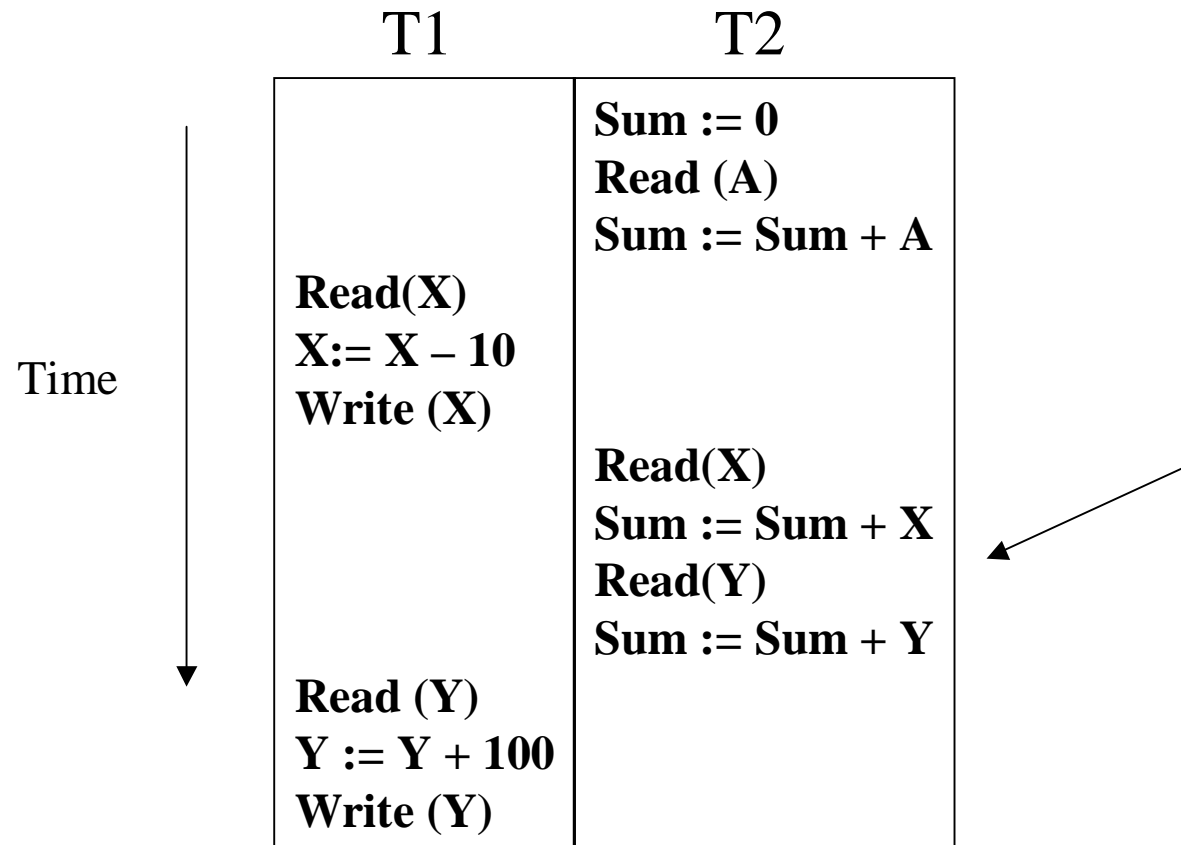 T1 T2
Sum := 0
Read (A)
Sum := Sum + A
Read(X)
X:= X – 10
Time
Write (X)
Read(X)
Sum := Sum + X
Read(Y)
Sum := Sum + Y
Read (Y)
Y := Y + 100
Write (Y)